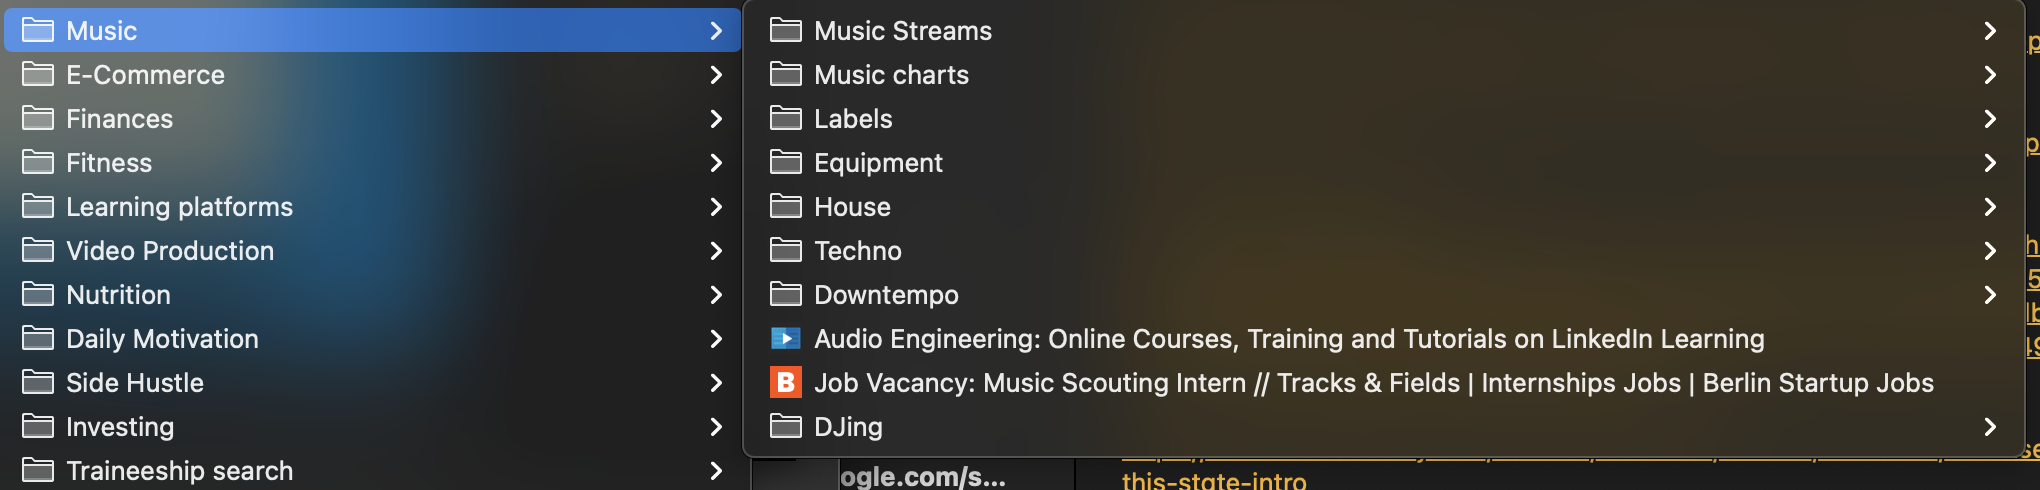 Music
E-Commerce
Finances
Fitness
Learning platforms
Video Production
Nutrition
Daily Motivation
Side Hustle
Investing
Traineeship search
Music Streams
Music charts
Labels
Equipment
House
Techno
Downtempo
Audio Engineering: Online Courses, Training and Tutorials on LinkedIn Learning
B Job Vacancy: Music Scouting Intern // Tracks & Fields | Internships Jobs | Berlin Startup Jobs
DJing
ogle.com/s...
this-state-intro